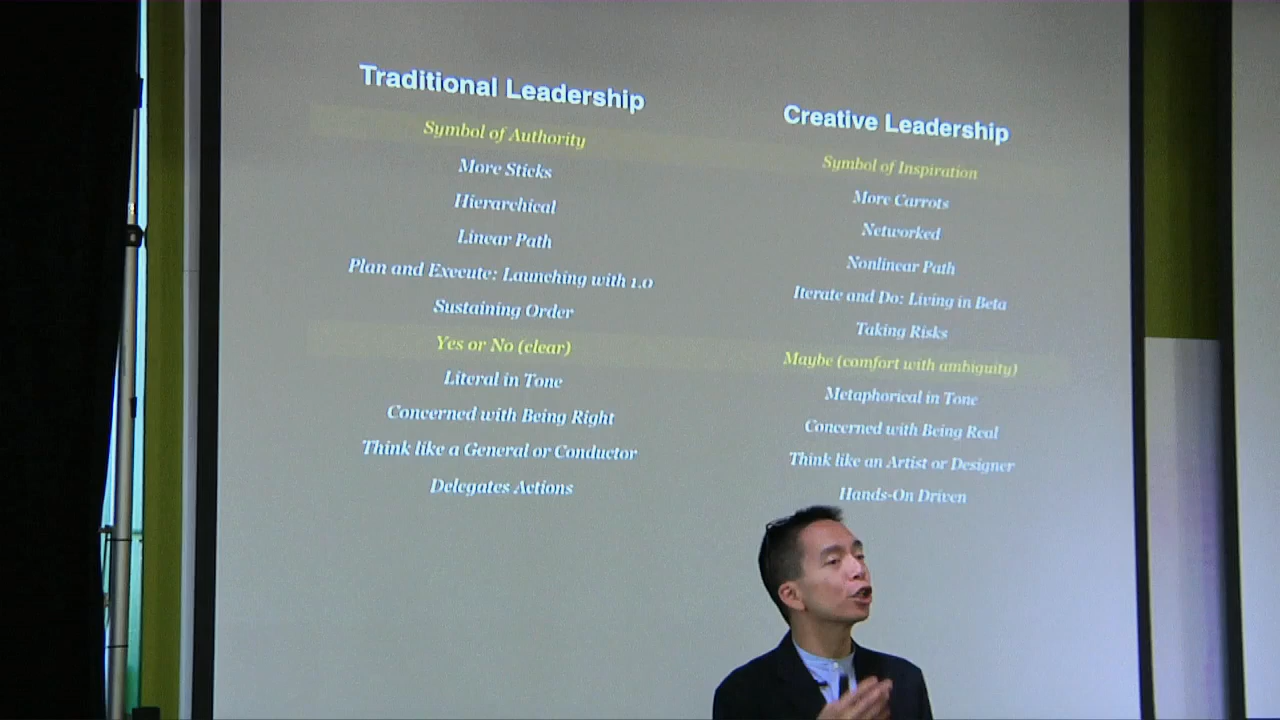 Traditional Leadership
Symbol of Authority
More Sticks
Hierarchical
Linear Path
Plan and Execute: Launching with 1.0
Sustaining Order
Yes or No (clear)
Literal in Tone
Concerned with Being Right
Think like a General or Conductor
Delegates Actions
Creative Leadership
Symbol of Inspiration
More Carrots
Networked
Nonlinear Path
Iterate and Do: Living in Beta
Taking Risks
Maybe (comfort with ambiguity)
Metaphorical in Tone
Concerned with Being Real
Think like an Artist or Designer
Hands-On Driven